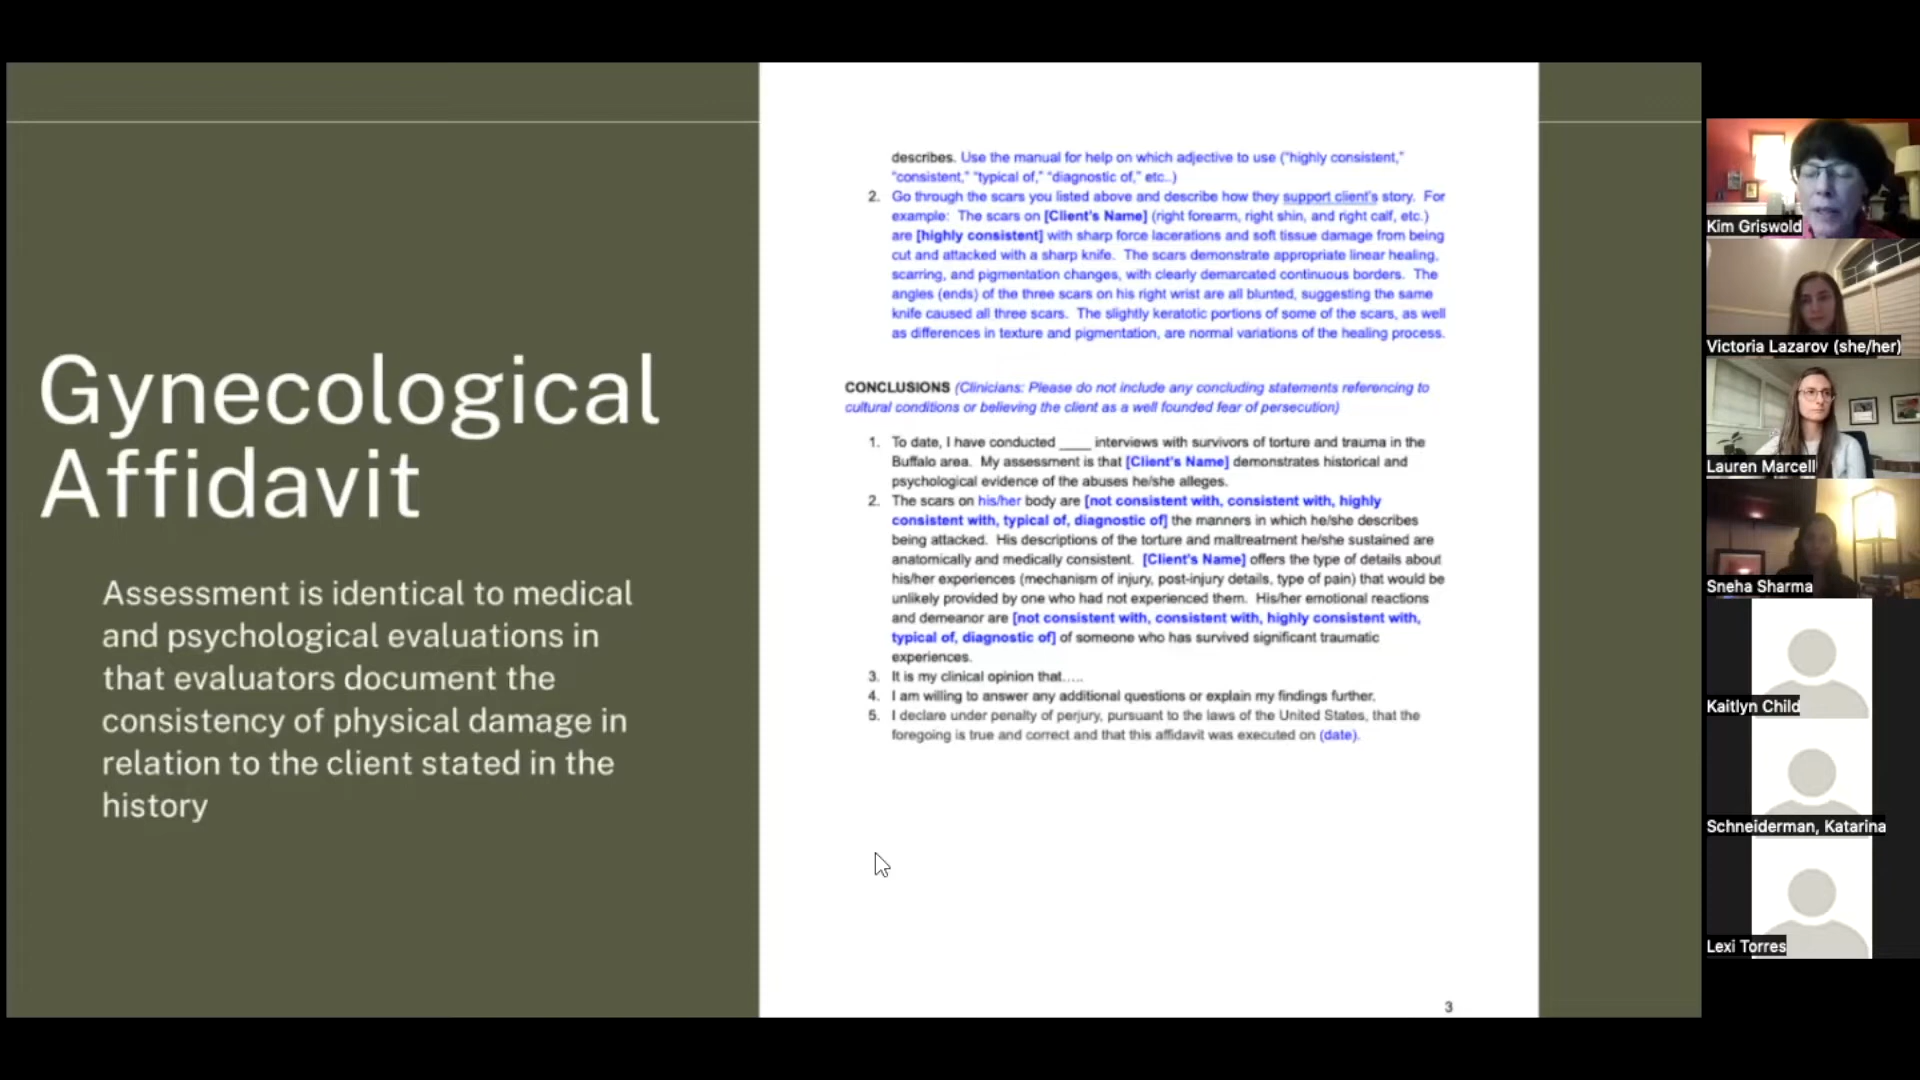 Gynecological
Affidavit
Assessment is identical to medical
and psychological evaluations in
that evaluators document the
consistency of physical damage in
relation to the client stated in the
history
describes. Use the manual for help on which adjective to use ("highly consistent,"
"consistent," "typical of," "diagnostic of," etc..)
2. Go through the scars you listed above and describe how they support client's story. For
example: The scars on [Client's Name] (right forearm, right shin, and right calf, etc.)
are [highly consistent] with sharp force lacerations and soft tissue damage from being
cut and attacked with a sharp knife. The scars demonstrate appropriate linear healing,
scarring, and pigmentation changes, with clearly demarcated continuous borders. The
angles (ends) of the three scars on his right wrist are all blunted, suggesting the same
knife caused all three scars. The slightly keratotic portions of some of the scars, as well
as differences in texture and pigmentation, are normal variations of the healing process.
CONCLUSIONS (Clinicians: Please do not include any concluding statements referencing to
cultural conditions or believing the client as a well founded fear of persecution)
1. To date, I have conducted ____ interviews with survivors of torture and trauma in the
Buffalo area. My assessment is that [Client's Name] demonstrates historical and
psychological evidence of the abuses he/she alleges.
2. The scars on his/her body are [not consistent with, consistent with, highly
consistent with, typical of, diagnostic of] the manners in which he/she describes
being attacked. His descriptions of the torture and maltreatment he/she sustained are
anatomically and medically consistent. [Client's Name] offers the type of details about
his/her experiences (mechanism of injury, post-injury details, type of pain) that would be
unlikely provided by one who had not experienced them. His/her emotional reactions
and demeanor are [not consistent with, consistent with, highly consistent with,
typical of, diagnostic of] of someone who has survived significant traumatic
experiences.
3. It is my clinical opinion that.....
4. I am willing to answer any additional questions or explain my findings further.
5. I declare under penalty of perjury, pursuant to the laws of the United States, that the
foregoing is true and correct and that this affidavit was executed on (date).
3
Kim Griswold
Victoria Lazarov (she/her)
Lauren Marcell
Sneha Sharma
Kaitlyn Child
Schneiderman, Katarina
Lexi Torres